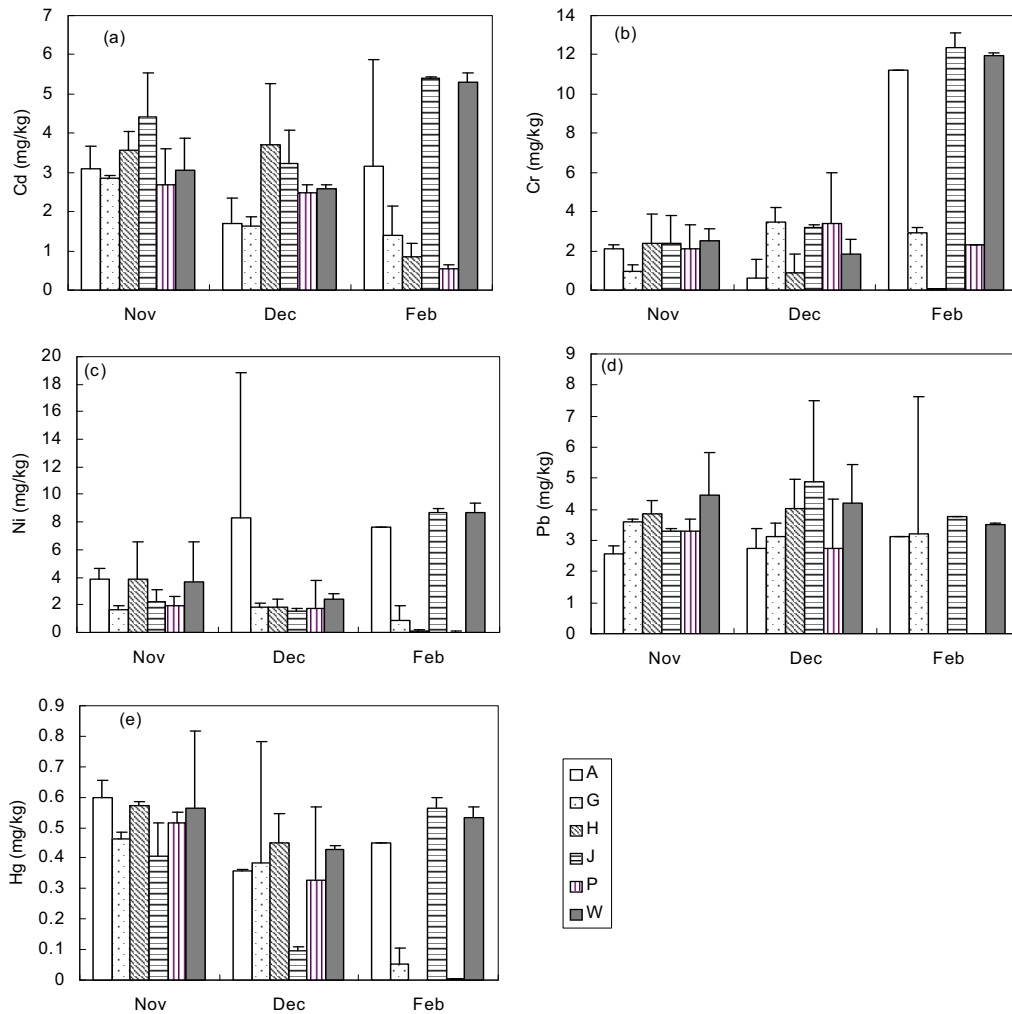 (a)
Cd (mg/kg)
7
6
5
4
3
2
1
0
Nov Dec Feb
(b)
Cr (mg/kg)
14
12
10
8
6
4
2
0
Nov Dec Feb
(c)
Ni (mg/kg)
20
18
16
14
12
10
8
6
4
2
0
Nov Dec Feb
(d)
Pb (mg/kg)
9
8
7
6
5
4
3
2
1
0
Nov Dec Feb
(e)
Hg (mg/kg)
0.9
0.8
0.7
0.6
0.5
0.4
0.3
0.2
0.1
0
Nov Dec Feb
A
G
H
J
P
W